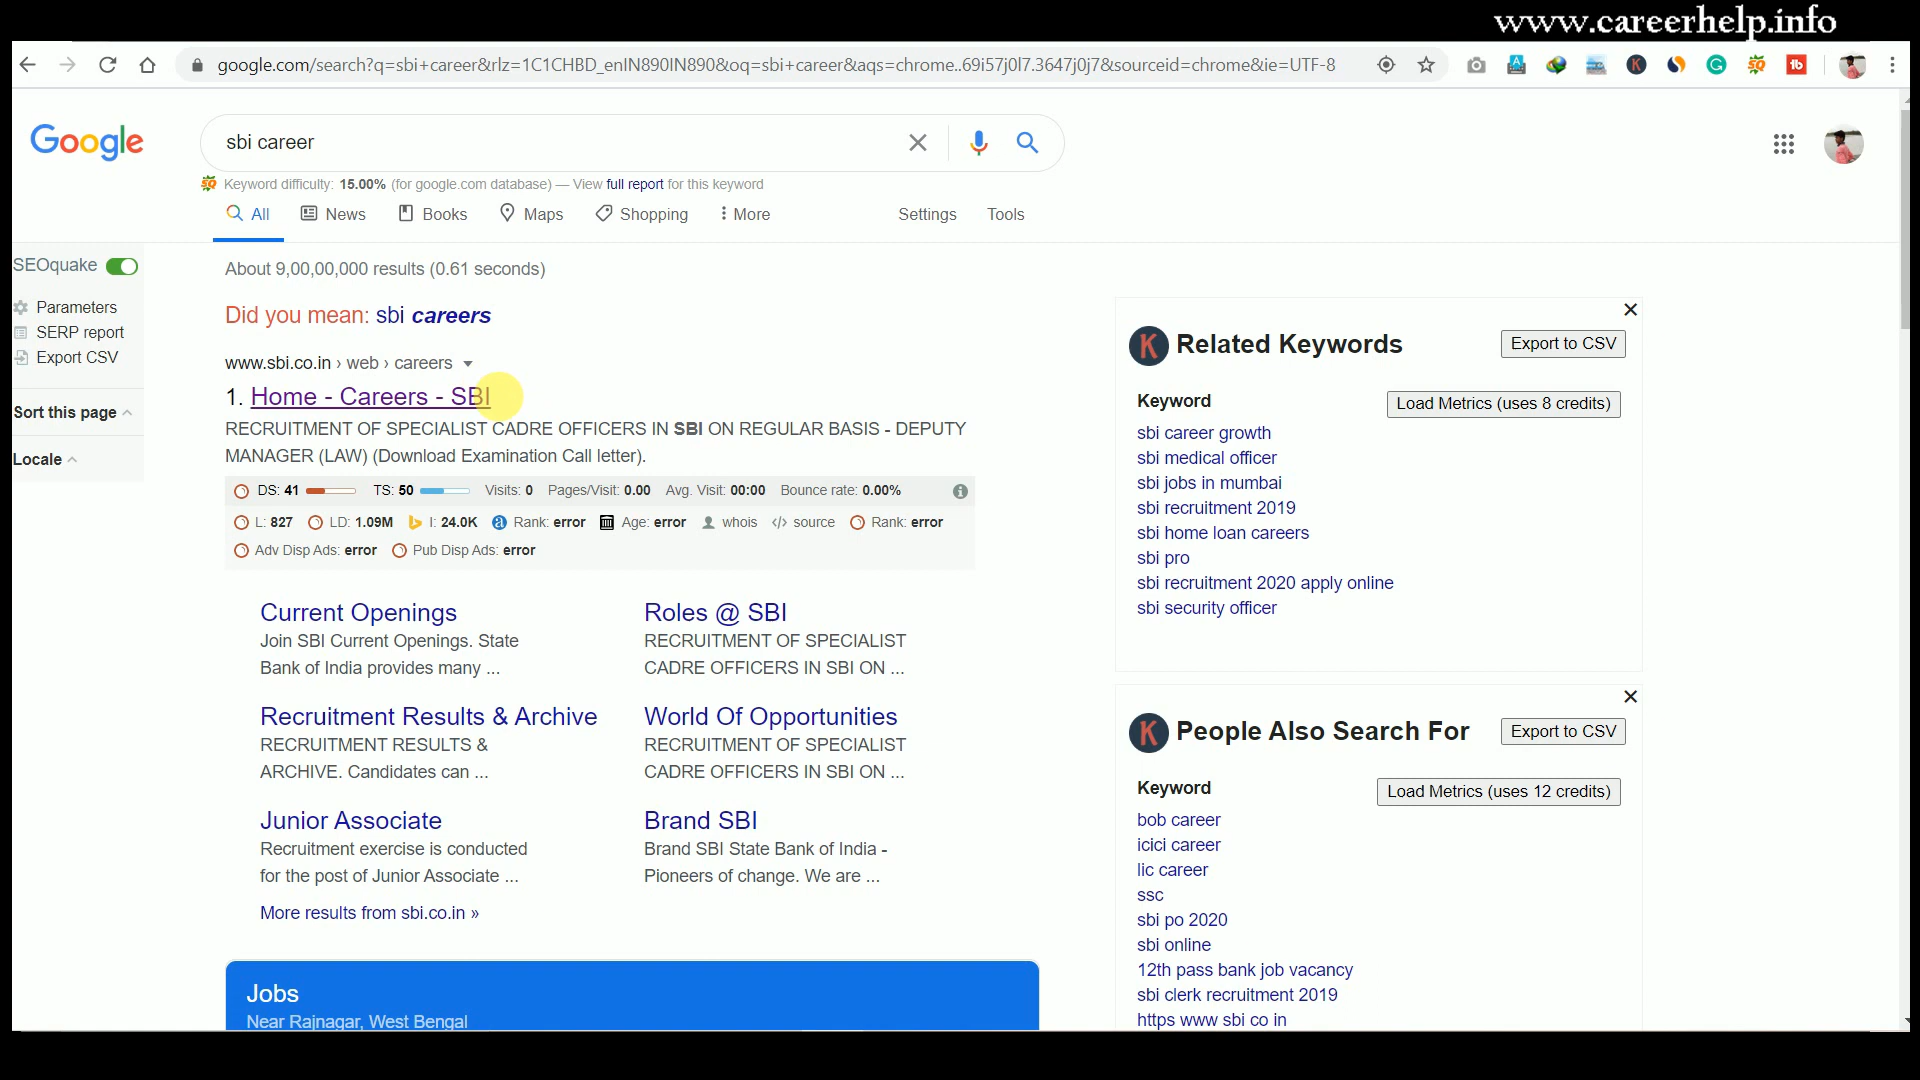 www.careerhelp.info
google.com/search?q=sbi+career&rlz=1C1CHBD_enIN890IN890&oq=sbi+career&aqs=chrome..69i57j0l7.3647j0j7&sourceid=chrome&ie=UTF-8
Google
sbi career
Keyword difficulty: 15.00% (for google.com database) — View full report for this keyword
All News Books Maps Shopping More Settings Tools
SEOquake
Parameters
SERP report
Export CSV
Sort this page
Locale
About 9,00,00,000 results (0.61 seconds)
Did you mean: sbi careers
www.sbi.co.in › web › careers
1. Home - Careers - SBI
RECRUITMENT OF SPECIALIST CADRE OFFICERS IN SBI ON REGULAR BASIS - DEPUTY
MANAGER (LAW) (Download Examination Call letter).
DS: 41 TS: 50 Visits: 0 Pages/Visit: 0.00 Avg. Visit: 00:00 Bounce rate: 0.00%
L: 827 LD: 1.09M I: 24.0K Rank: error Age: error whois </> source Rank: error
Adv Disp Ads: error Pub Disp Ads: error
Current Openings
Join SBI Current Openings. State
Bank of India provides many ...
Roles @ SBI
RECRUITMENT OF SPECIALIST
CADRE OFFICERS IN SBI ON ...
Recruitment Results & Archive
RECRUITMENT RESULTS &
ARCHIVE. Candidates can ...
World Of Opportunities
RECRUITMENT OF SPECIALIST
CADRE OFFICERS IN SBI ON ...
Junior Associate
Recruitment exercise is conducted
for the post of Junior Associate ...
Brand SBI
Brand SBI State Bank of India -
Pioneers of change. We are ...
More results from sbi.co.in »
Jobs
Near Rajnagar, West Bengal
K Related Keywords Export to CSV
Keyword Load Metrics (uses 8 credits)
sbi career growth
sbi medical officer
sbi jobs in mumbai
sbi recruitment 2019
sbi home loan careers
sbi pro
sbi recruitment 2020 apply online
sbi security officer
K People Also Search For Export to CSV
Keyword Load Metrics (uses 12 credits)
bob career
icici career
lic career
ssc
sbi po 2020
sbi online
12th pass bank job vacancy
sbi clerk recruitment 2019
https www sbi co in